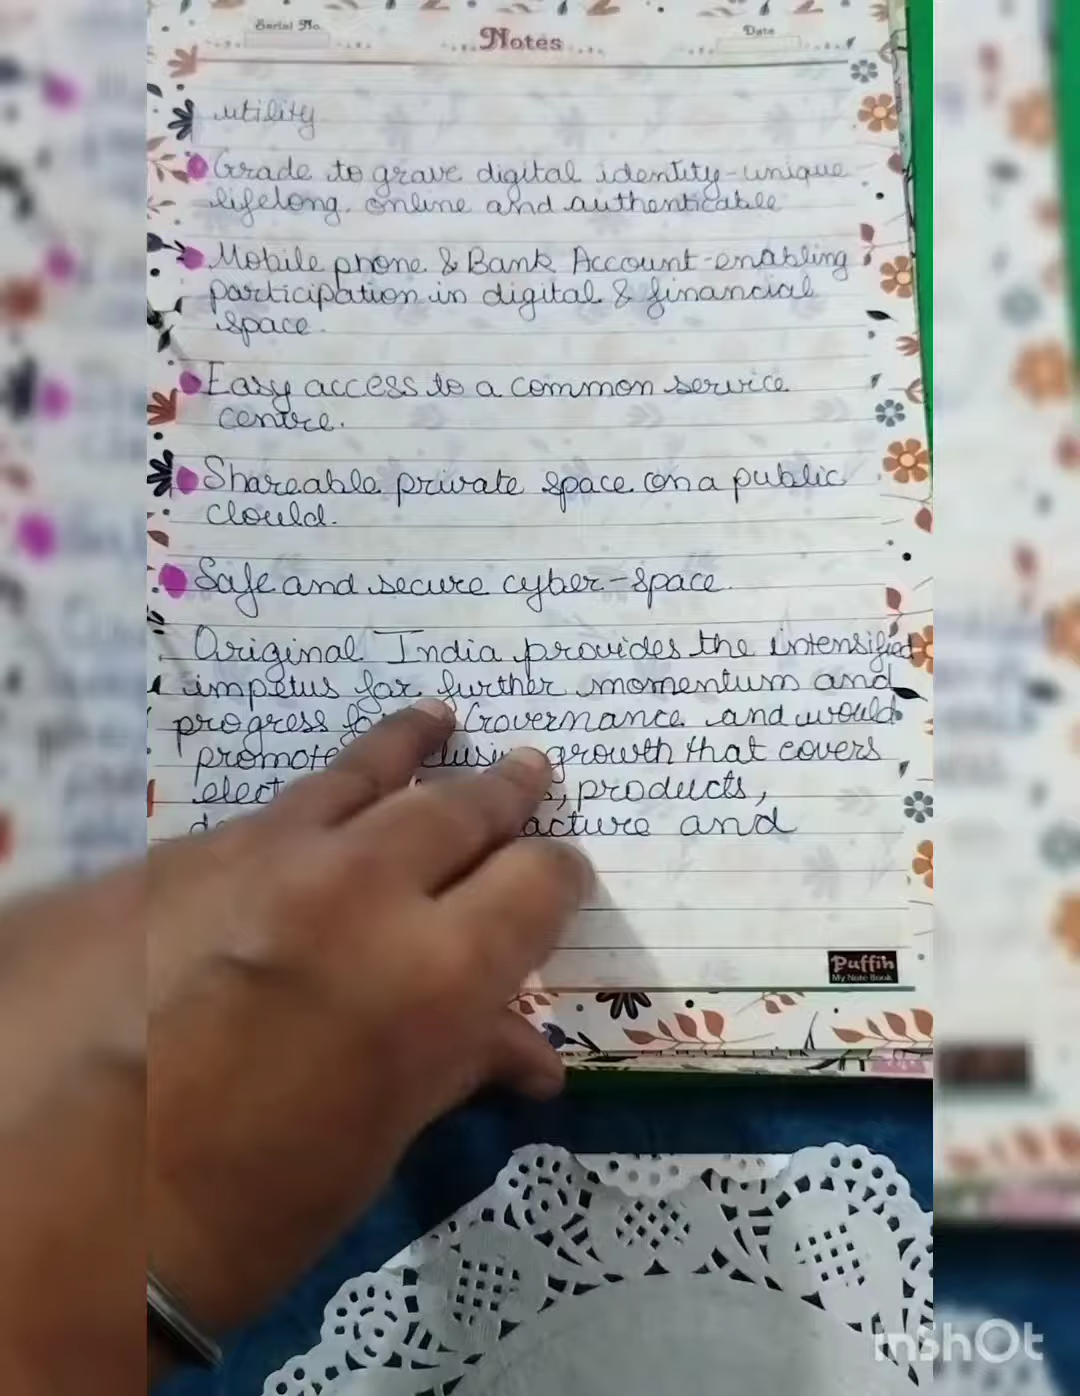 Serial No.
Notes
Date
utility
Grade to grave digital identity-unique
lifelong, online and authenticable
Mobile phone & Bank Account-enabling
participation in digital & financial
space.
Easy access to a common service
centre.
Shareable private space on a public
clould.
Safe and secure cyber-space.
Original India provides the intensified
impetus for further momentum and
progress Governance and would
promote growth that covers
products,
and
Puffin
My Note Book
InShOt